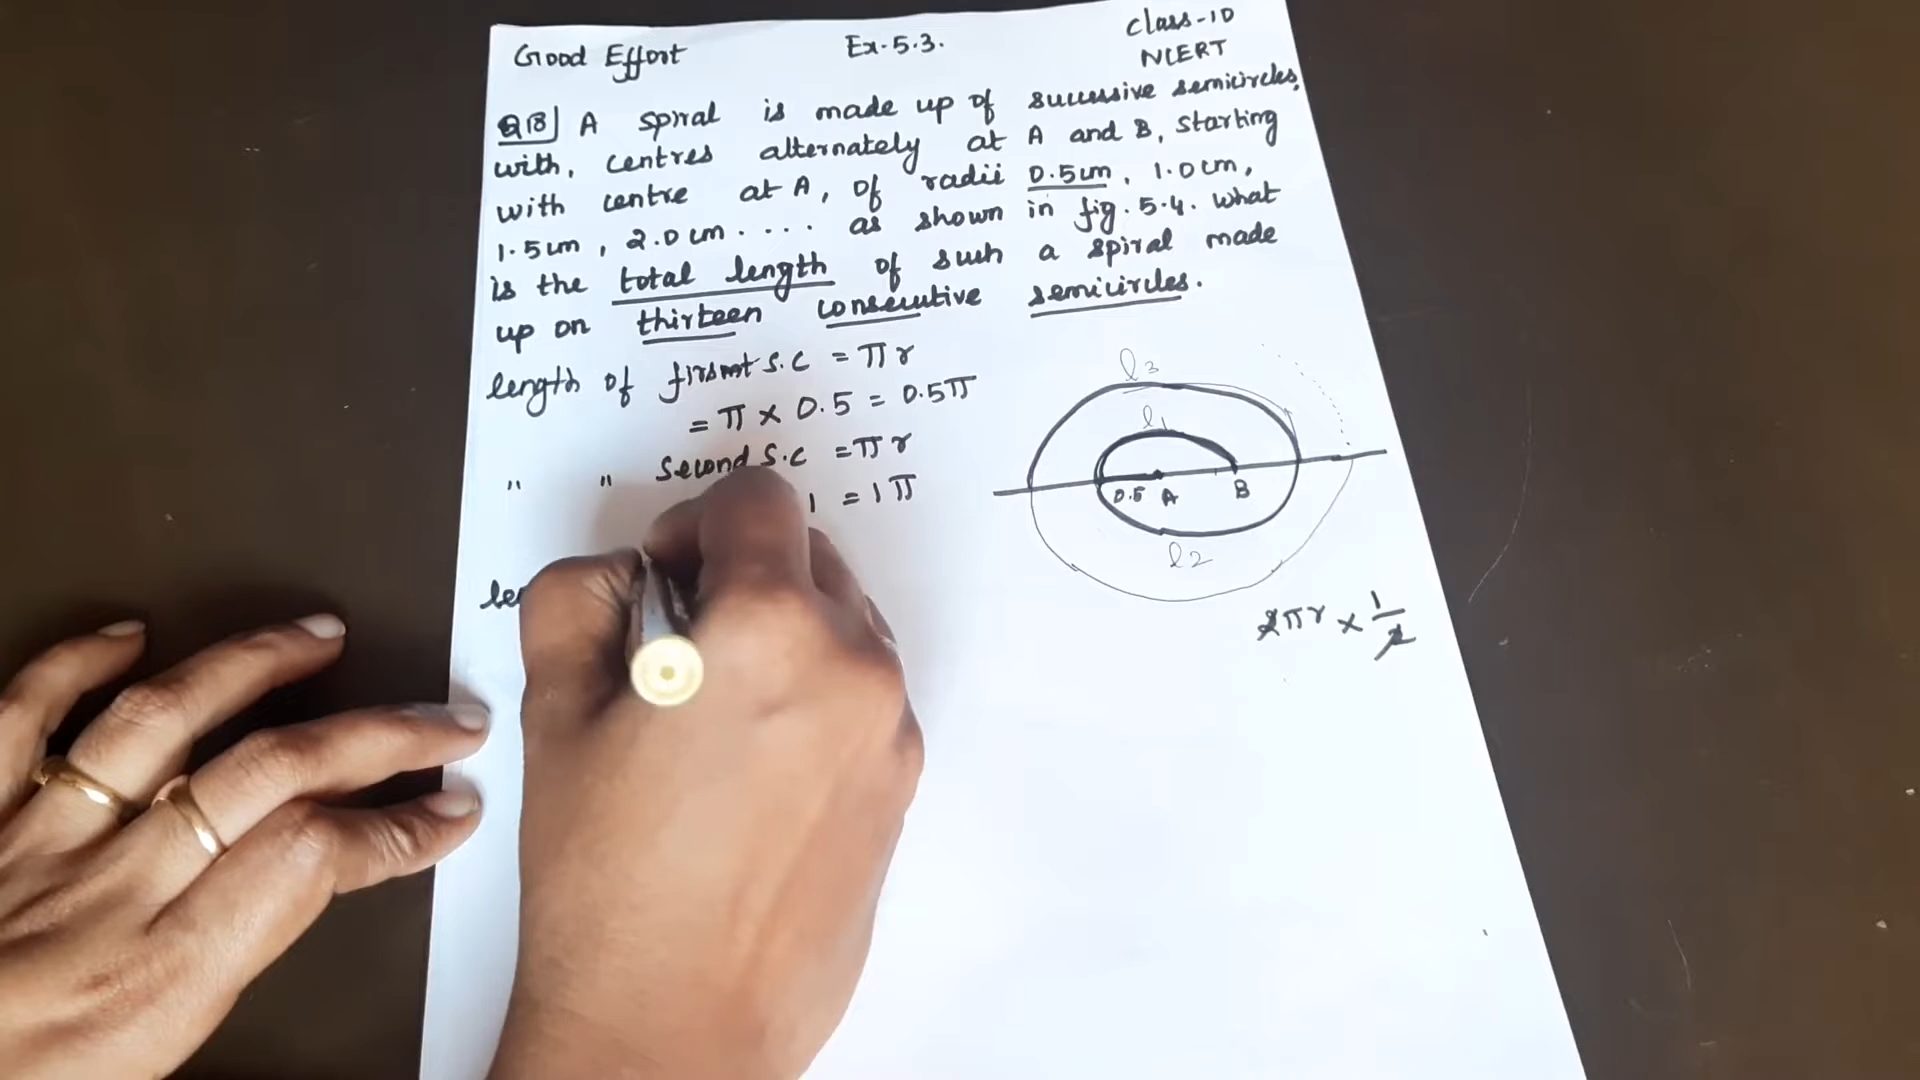 Good Effort Ex. 5.3. Class-10
NCERT
Q18] A spiral is made up of successive semicircles,
with, centres alternately at A and B, starting
with centre at A, of radii 0.5cm, 1.0cm,
1.5cm, 2.0cm.... as shown in fig. 5.4. what
is the total length of such a spiral made
up on thirteen consecutive semicircles.
length of first S.C = πr
= π × 0.5 = 0.5π
" " Second S.C = πr
1 = 1π
l3
l1
0.5 A B
l2
2πr × 1/2